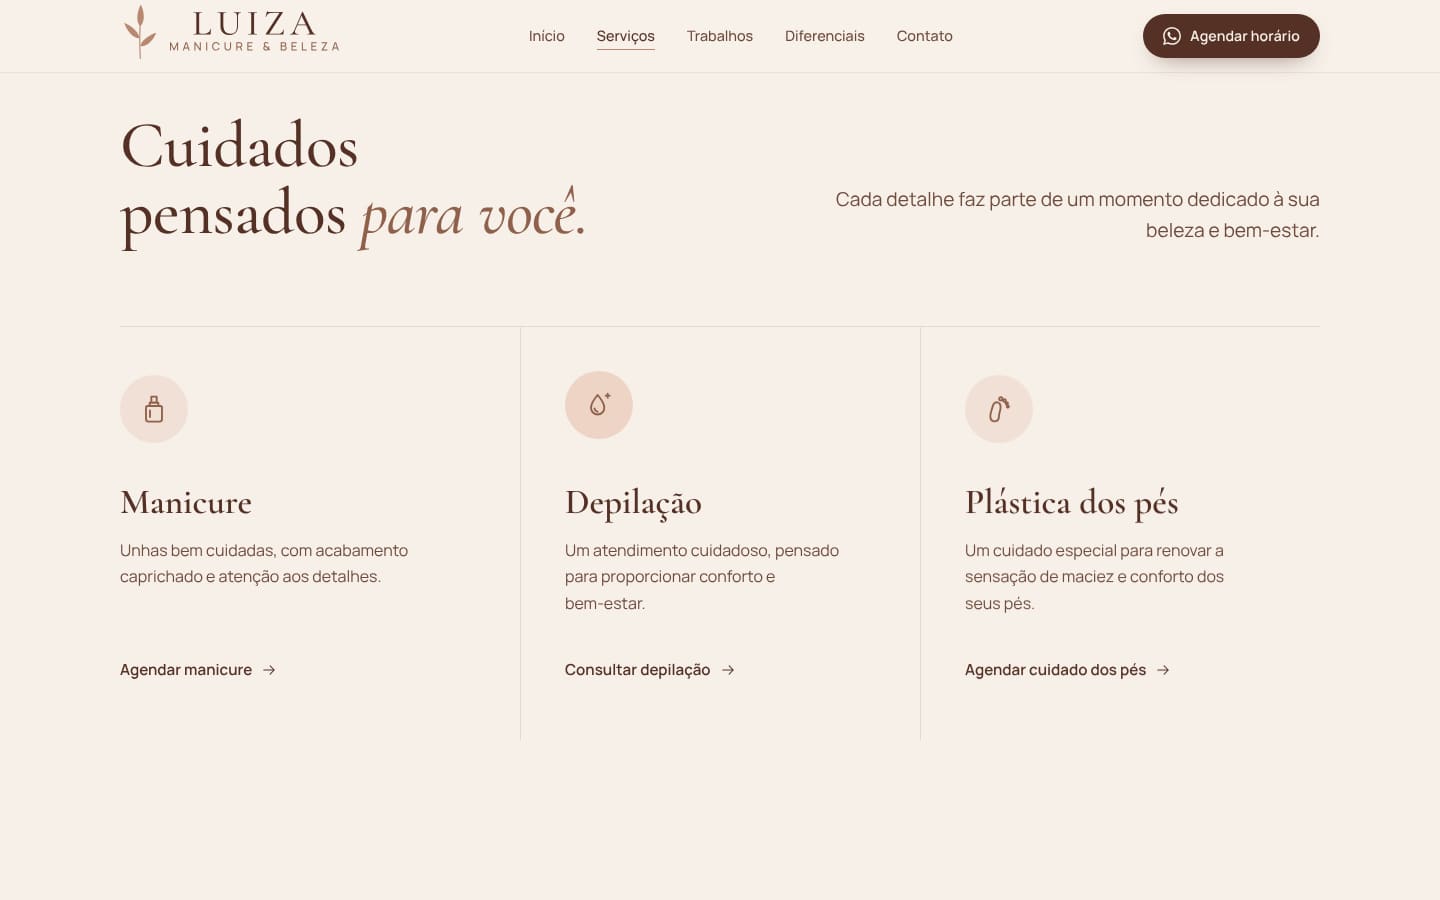 LUIZA
MANICURE & BELEZA
Início
Serviços
Trabalhos
Diferenciais
Contato
Agendar horário
Cuidados
pensados para você.
Cada detalhe faz parte de um momento dedicado à sua
beleza e bem-estar.
Manicure
Unhas bem cuidadas, com acabamento
caprichado e atenção aos detalhes.
Agendar manicure
Depilação
Um atendimento cuidadoso, pensado
para proporcionar conforto e
bem-estar.
Consultar depilação
Plástica dos pés
Um cuidado especial para renovar a
sensação de maciez e conforto dos
seus pés.
Agendar cuidado dos pés